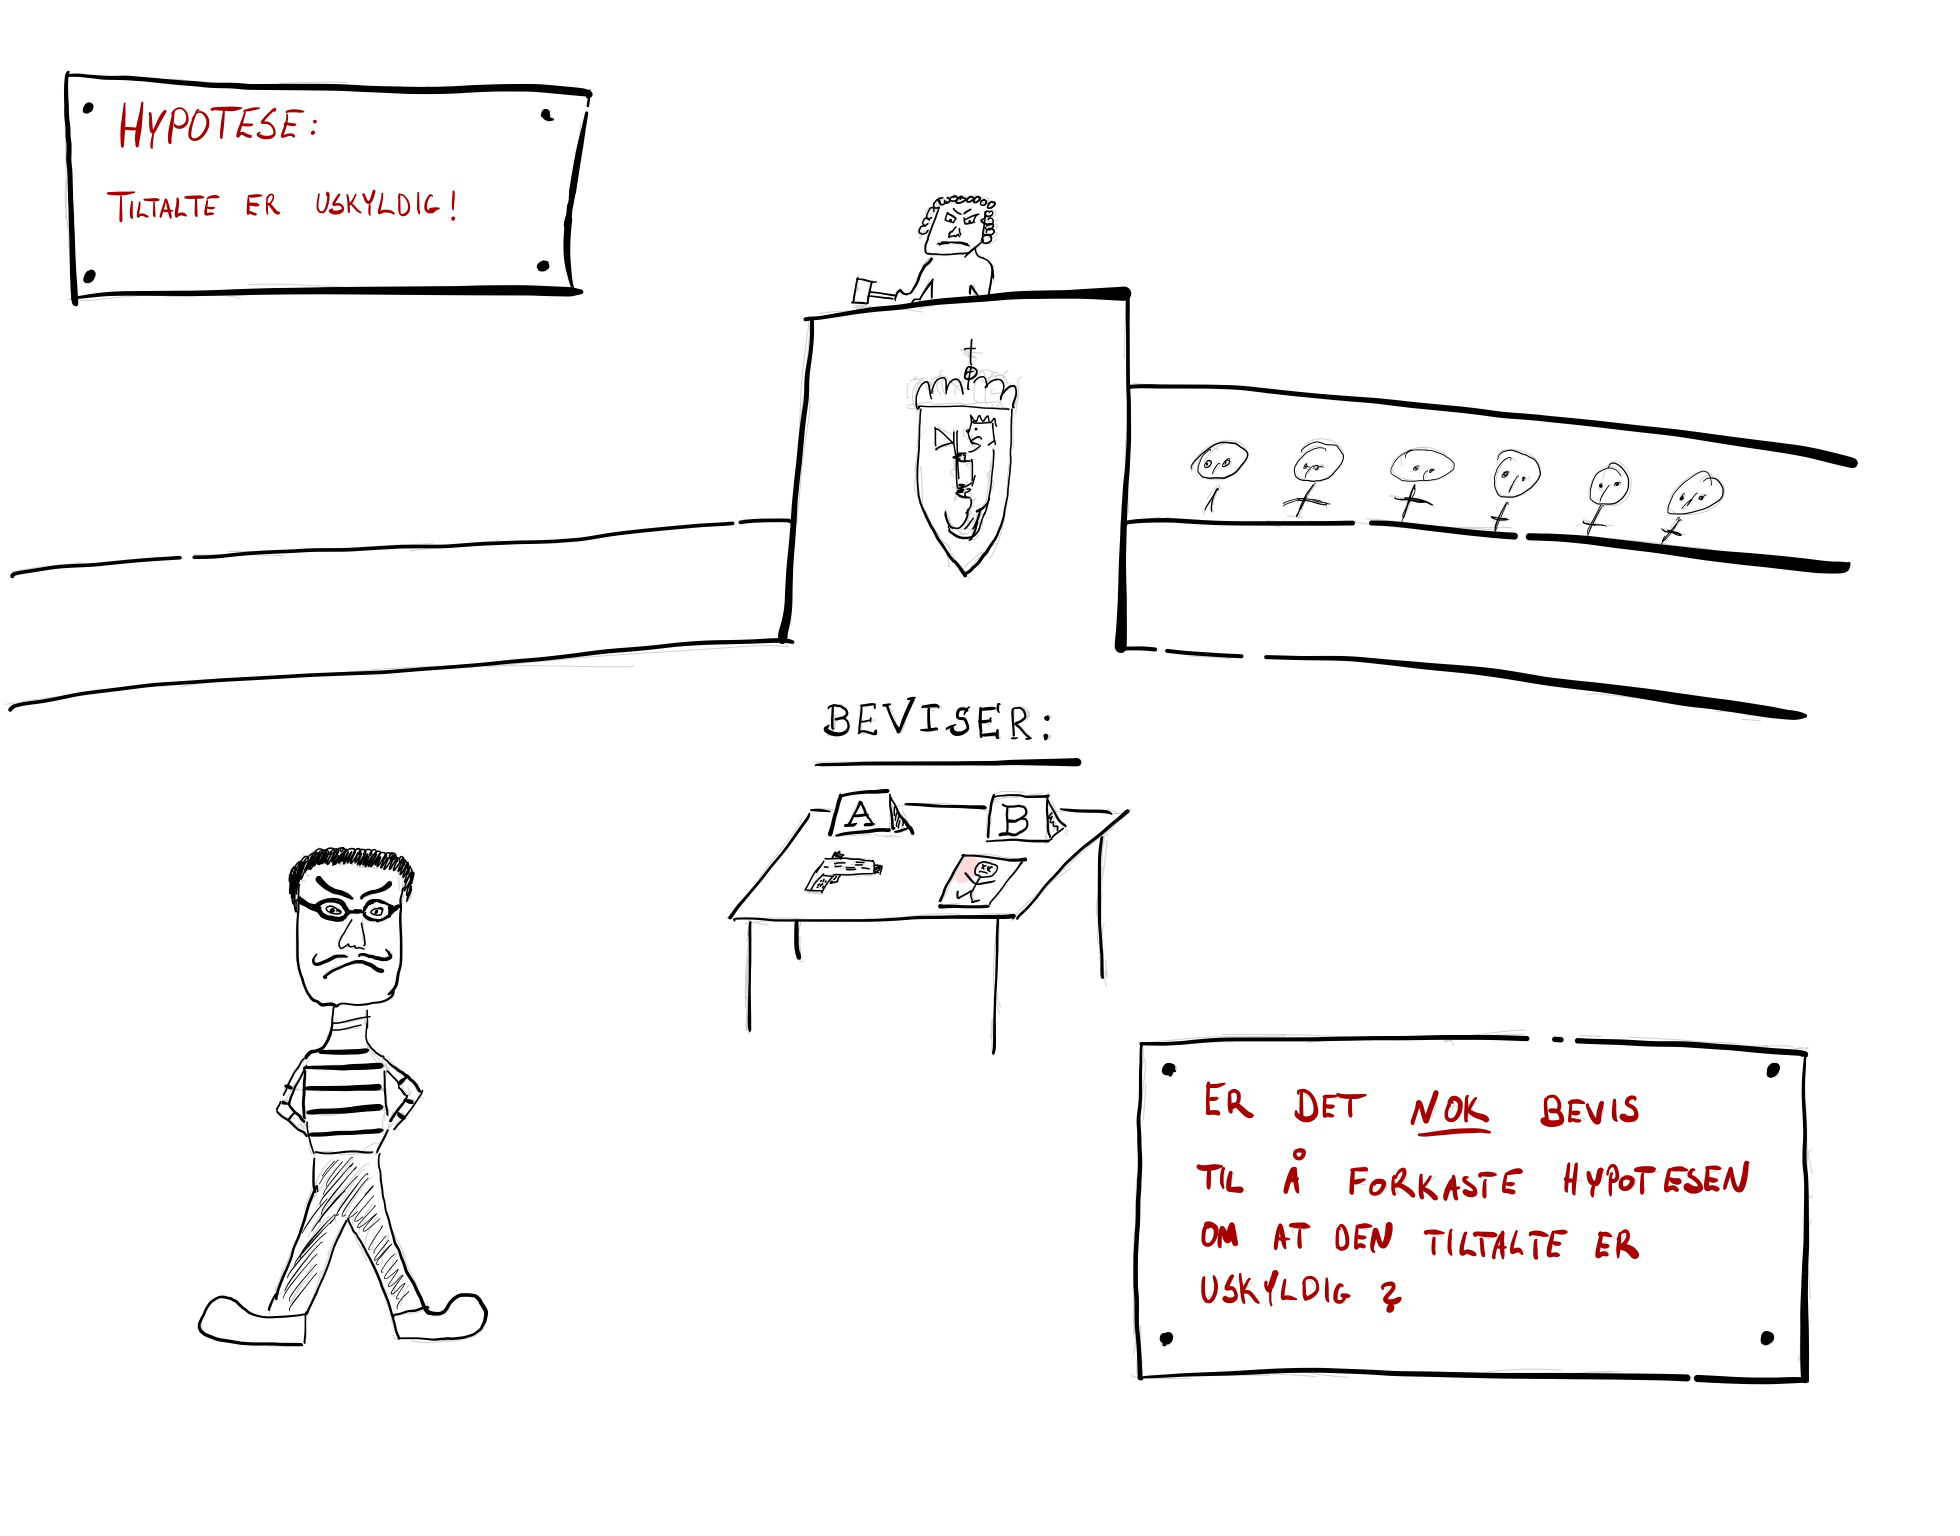 HYPOTESE:
TILTALTE ER USKYLDIG!
BEVISER:
A
B
ER DET NOK BEVIS
TIL Å FORKASTE HYPOTESEN
OM AT DEN TILTALTE ER
USKYLDIG ?